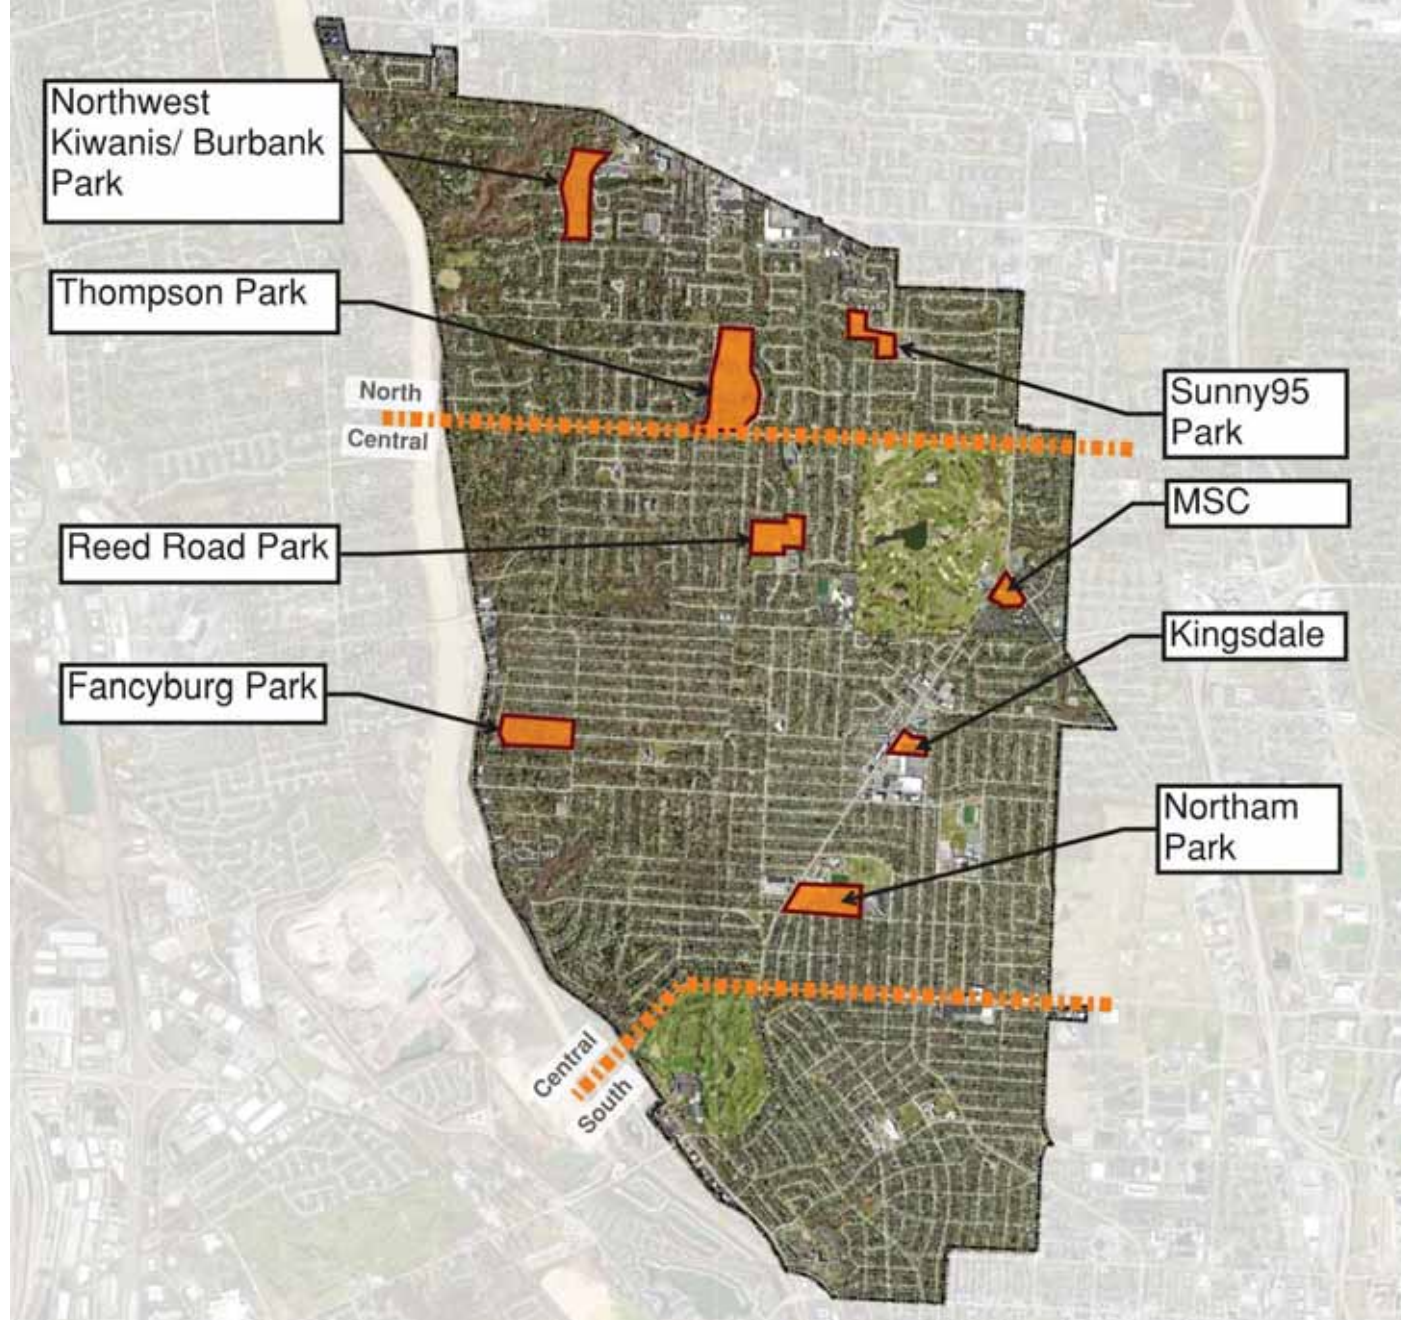 Northwest
Kiwanis/ Burbank
Park
Thompson Park
North
Central
Sunny95
Park
MSC
Reed Road Park
Kingsdale
Fancyburg Park
Northam
Park
Central
South